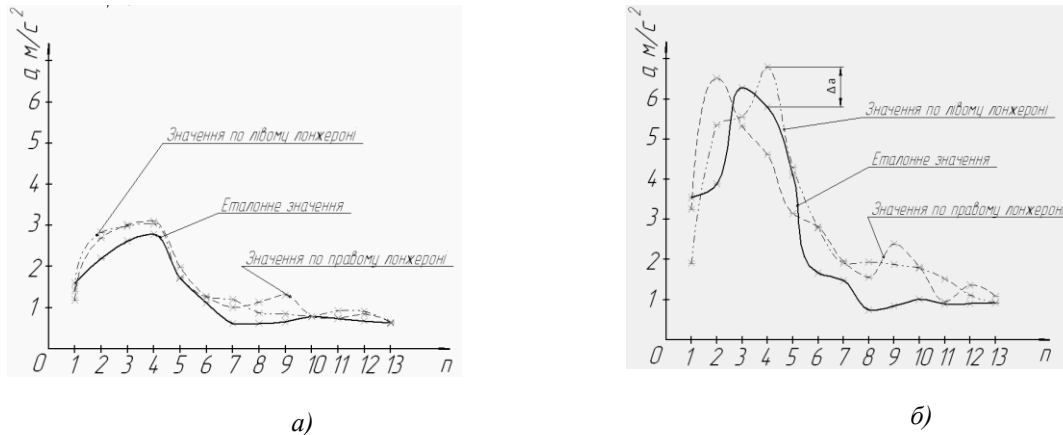 a, м/с²
6
5
4
3
2
1
0 1 2 3 4 5 6 7 8 9 10 11 12 13 n
Значення по лівому лонжероні
Еталонне значення
Значення по правому лонжероні
а)
a, м/с²
6
5
4
3
2
1
0 1 2 3 4 5 6 7 8 9 10 11 12 13 n
Δа
Значення по лівому лонжероні
Еталонне значення
Значення по правому лонжероні
б)